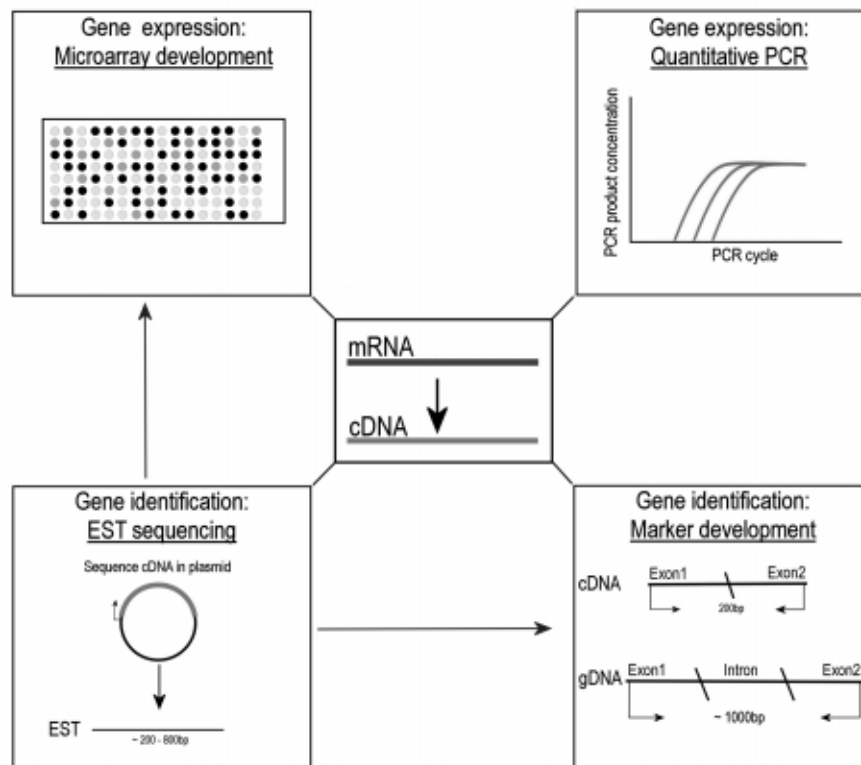 Gene expression:
Microarray development
Gene expression:
Quantitative PCR
PCR product concentration
PCR cycle
mRNA
cDNA
Gene identification:
EST sequencing
Sequence cDNA in plasmid
EST
~ 200 - 800bp
Gene identification:
Marker development
cDNA
Exon1
Exon2
200bp
gDNA
Exon1
Intron
Exon2
~ 1000bp